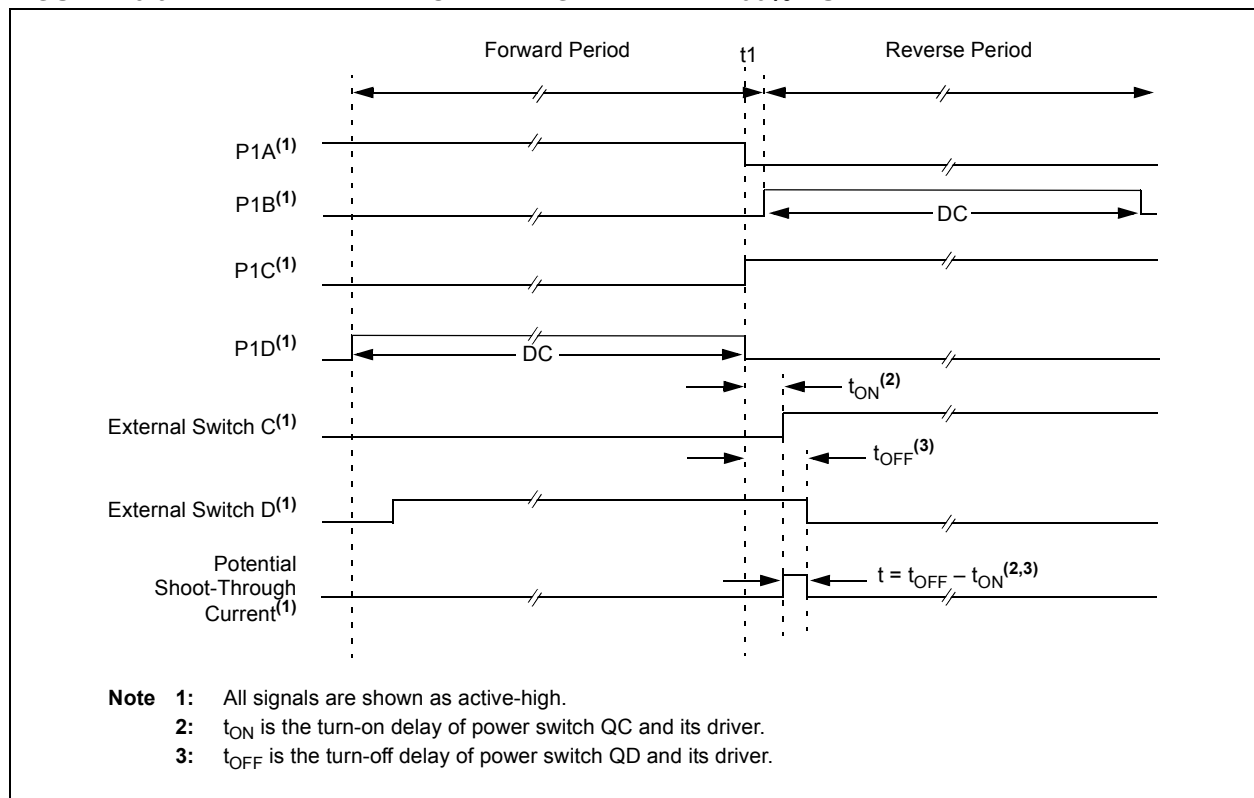 Forward Period
t1
Reverse Period
P1A(1)
P1B(1)
DC
P1C(1)
P1D(1)
DC
tON(2)
External Switch C(1)
tOFF(3)
External Switch D(1)
Potential
Shoot-Through
Current(1)
t = tOFF – tON(2,3)
Note 1: All signals are shown as active-high.
2: tON is the turn-on delay of power switch QC and its driver.
3: tOFF is the turn-off delay of power switch QD and its driver.